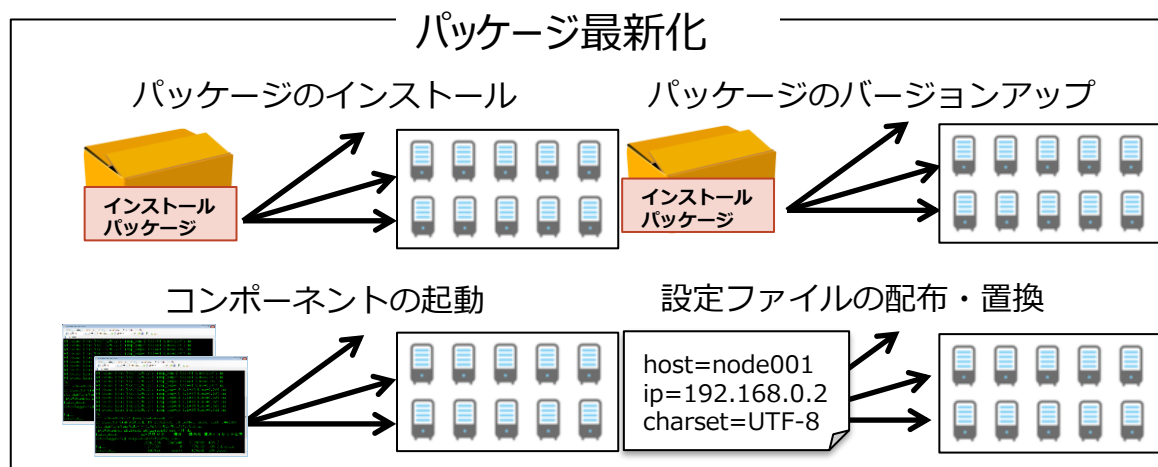 パッケージ最新化
パッケージのインストール
パッケージのバージョンアップ
インストール
パッケージ
インストール
パッケージ
コンポーネントの起動
設定ファイルの配布・置換
host=node001
ip=192.168.0.2
charset=UTF-8